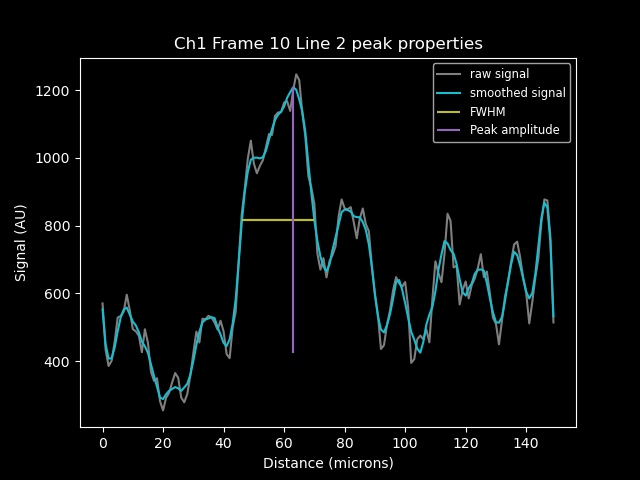 Ch1 Frame 10 Line 2 peak properties
raw signal
smoothed signal
FWHM
Peak amplitude
Signal (AU)
1200
1000
800
600
400
0 20 40 60 80 100 120 140
Distance (microns)